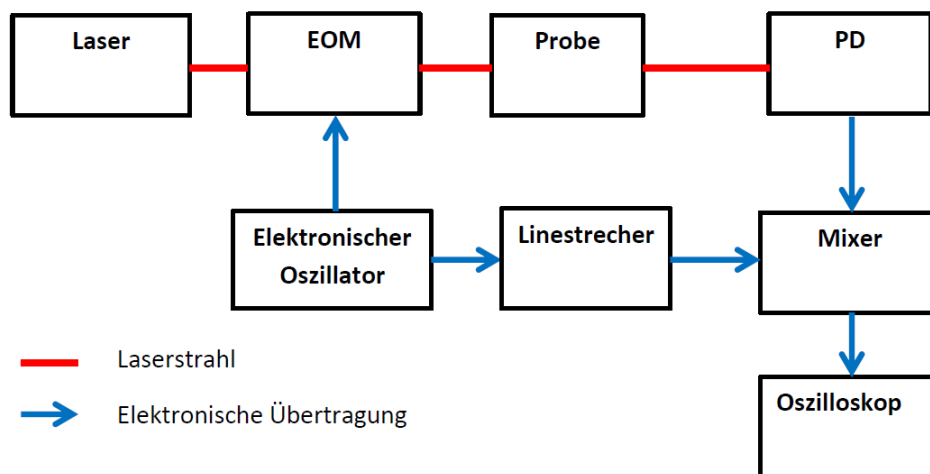 Laser
EOM
Probe
PD
Elektronischer
Oszillator
Linestrecher
Mixer
Laserstrahl
Elektronische Übertragung
Oszilloskop